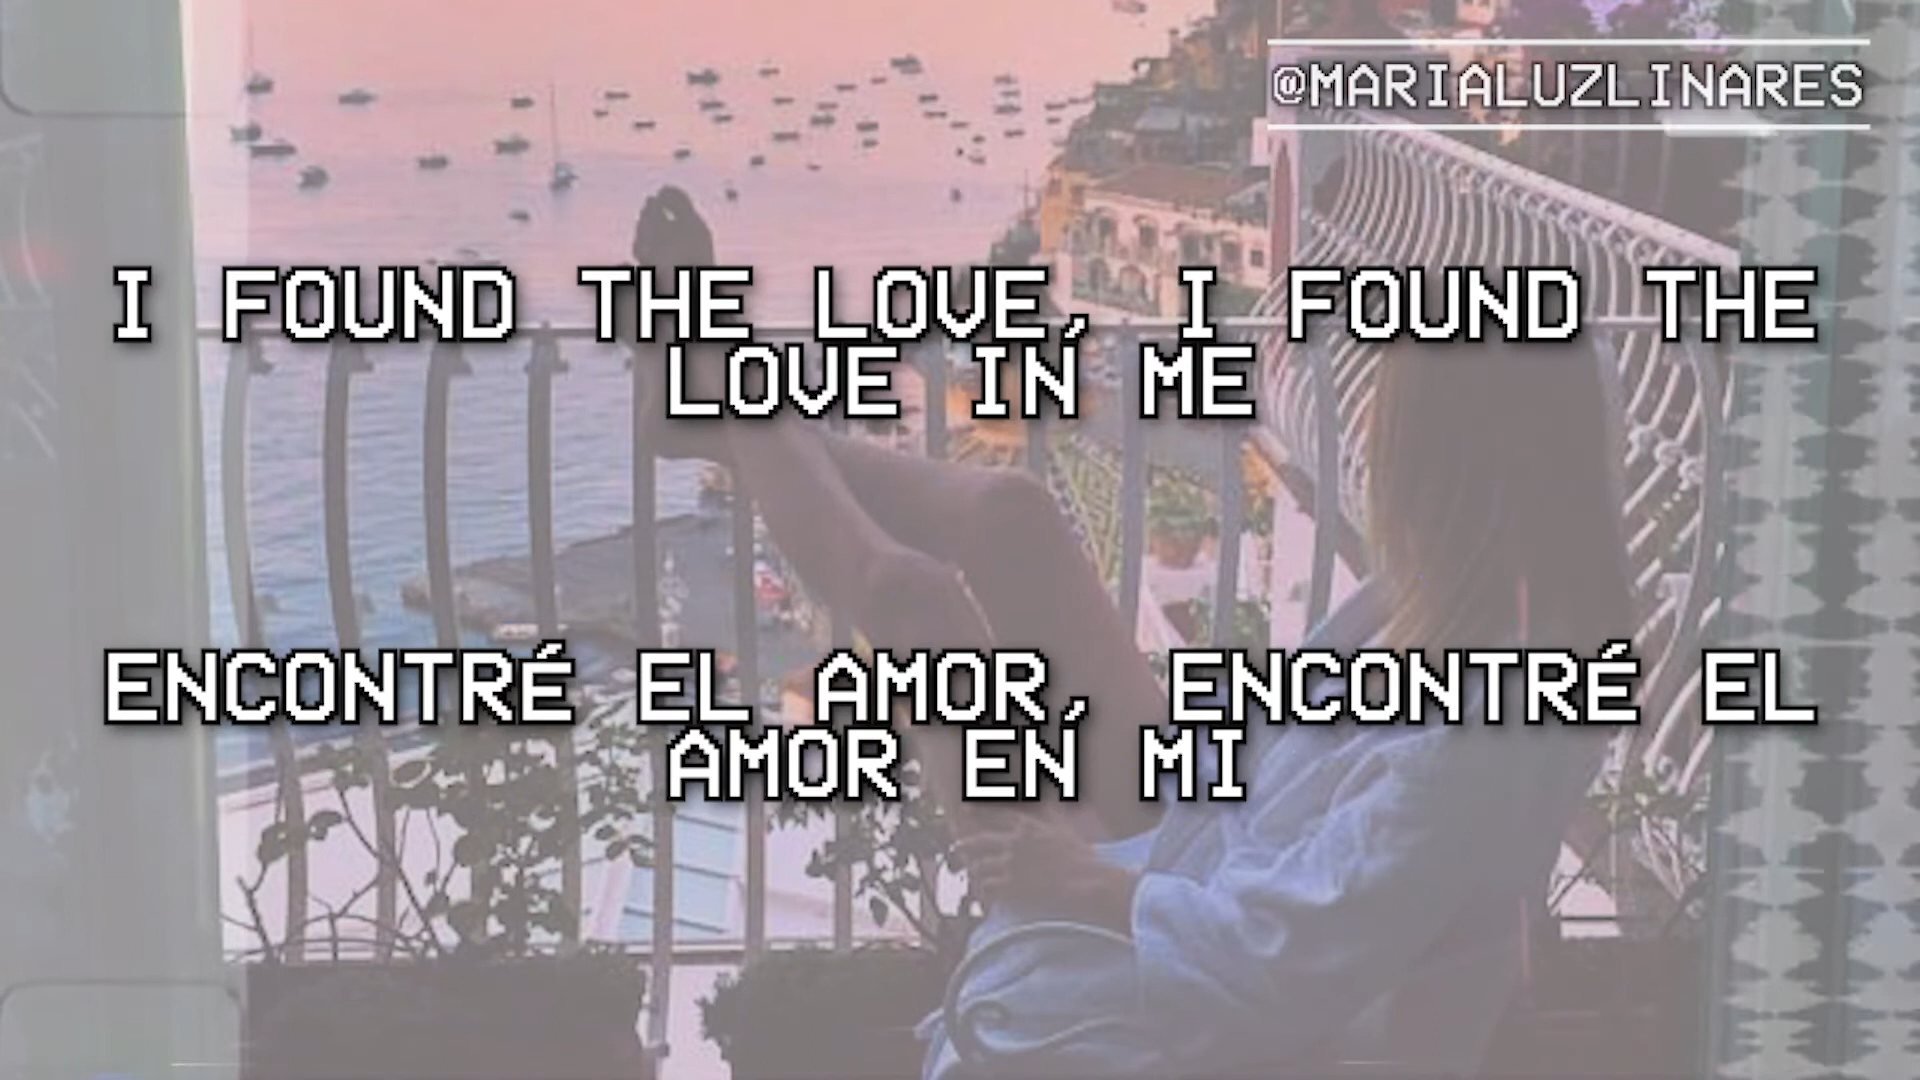 @MARIALUZLINARES
I FOUND THE LOVE, I FOUND THE
LOVE IN ME
ENCONTRÉ EL AMOR, ENCONTRÉ EL
AMOR EN MI